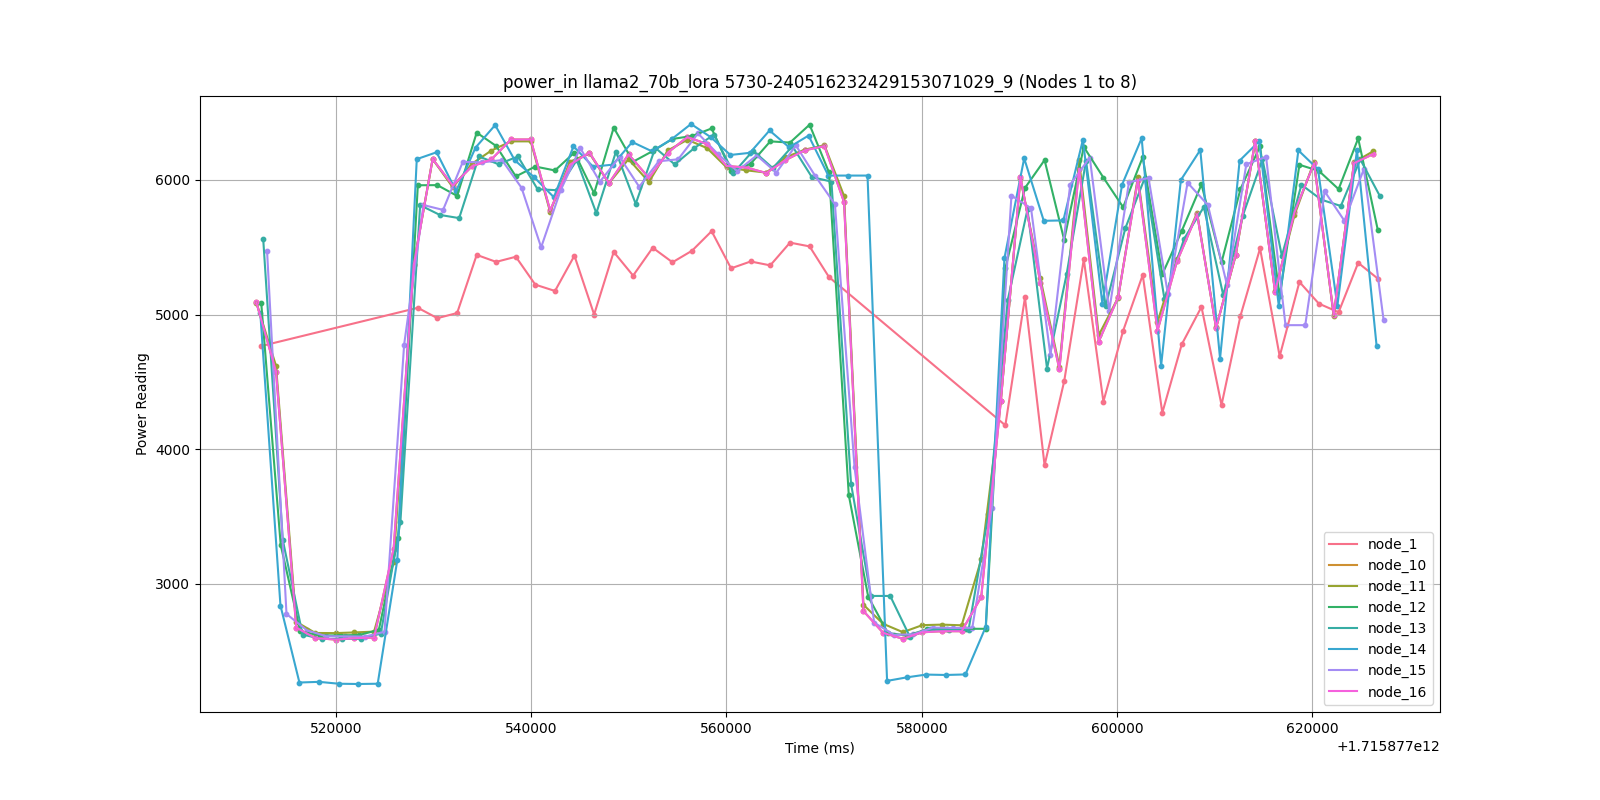 power_in llama2_70b_lora 5730-240516232429153071029_9 (Nodes 1 to 8)
Power Reading
6000
5000
4000
3000
node_1
node_10
node_11
node_12
node_13
node_14
node_15
node_16
520000 540000 560000 580000 600000 620000
Time (ms)
+1.715877e12